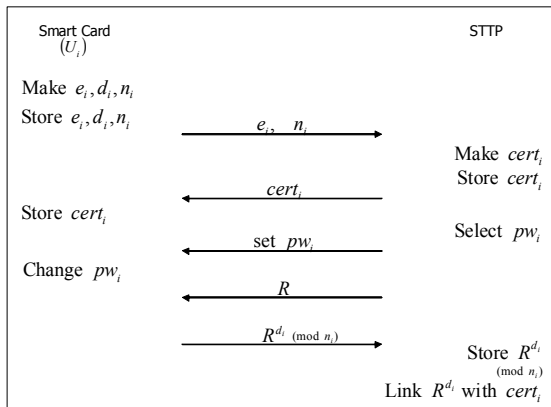 Smart Card STTP
(U_i)
Make e_i, d_i, n_i
Store e_i, d_i, n_i
e_i, n_i
Make cert_i
Store cert_i
cert_i
Store cert_i
Select pw_i
set pw_i
Change pw_i
R
R^{d_i} (mod n_i)
Store R^{d_i}
(mod n_i)
Link R^{d_i} with cert_i